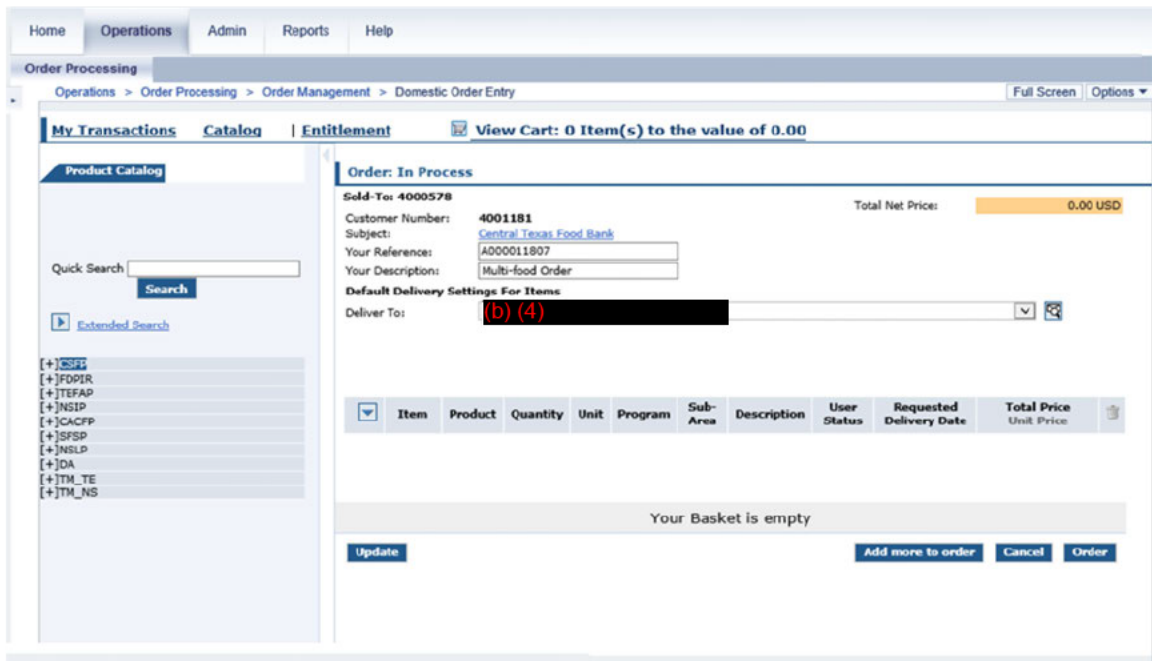 Home Operations Admin Reports Help
Order Processing
Operations > Order Processing > Order Management > Domestic Order Entry Full Screen Options
My Transactions Catalog | Entitlement View Cart: 0 Item(s) to the value of 0.00
Product Catalog
Quick Search
Search
Extended Search
[+]CSFP
[+]FDPIR
[+]TEFAP
[+]NSIP
[+]CACFP
[+]SFSP
[+]NSLP
[+]DA
[+]TM_TE
[+]TM_NS
Order: In Process
Sold-To: 4000578
Total Net Price: 0.00 USD
Customer Number: 4001181
Subject: Central Texas Food Bank
Your Reference: A000011807
Your Description: Multi-food Order
Default Delivery Settings For Items
Deliver To: (b) (4)
Item Product Quantity Unit Program Sub-Area Description User Status Requested Delivery Date Total Price Unit Price
Your Basket is empty
Update Add more to order Cancel Order